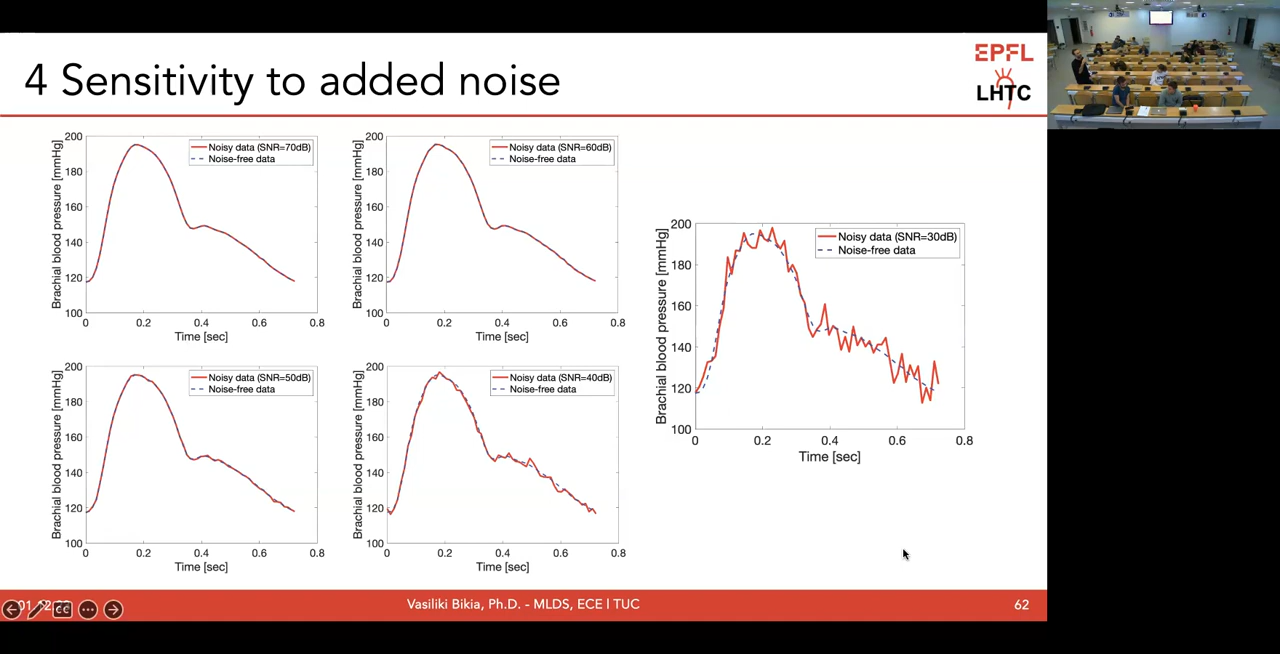 4 Sensitivity to added noise
EPFL
LHTC
Brachial blood pressure [mmHg]
200
180
160
140
120
100
Noisy data (SNR=70dB)
Noise-free data
0 0.2 0.4 0.6 0.8
Time [sec]
Brachial blood pressure [mmHg]
200
180
160
140
120
100
Noisy data (SNR=60dB)
Noise-free data
0 0.2 0.4 0.6 0.8
Time [sec]
Brachial blood pressure [mmHg]
200
180
160
140
120
100
Noisy data (SNR=50dB)
Noise-free data
0 0.2 0.4 0.6 0.8
Time [sec]
Brachial blood pressure [mmHg]
200
180
160
140
120
100
Noisy data (SNR=40dB)
Noise-free data
0 0.2 0.4 0.6 0.8
Time [sec]
Brachial blood pressure [mmHg]
200
180
160
140
120
100
Noisy data (SNR=30dB)
Noise-free data
0 0.2 0.4 0.6 0.8
Time [sec]
CC
Vasiliki Bikia, Ph.D. - MLDS, ECE | TUC
62